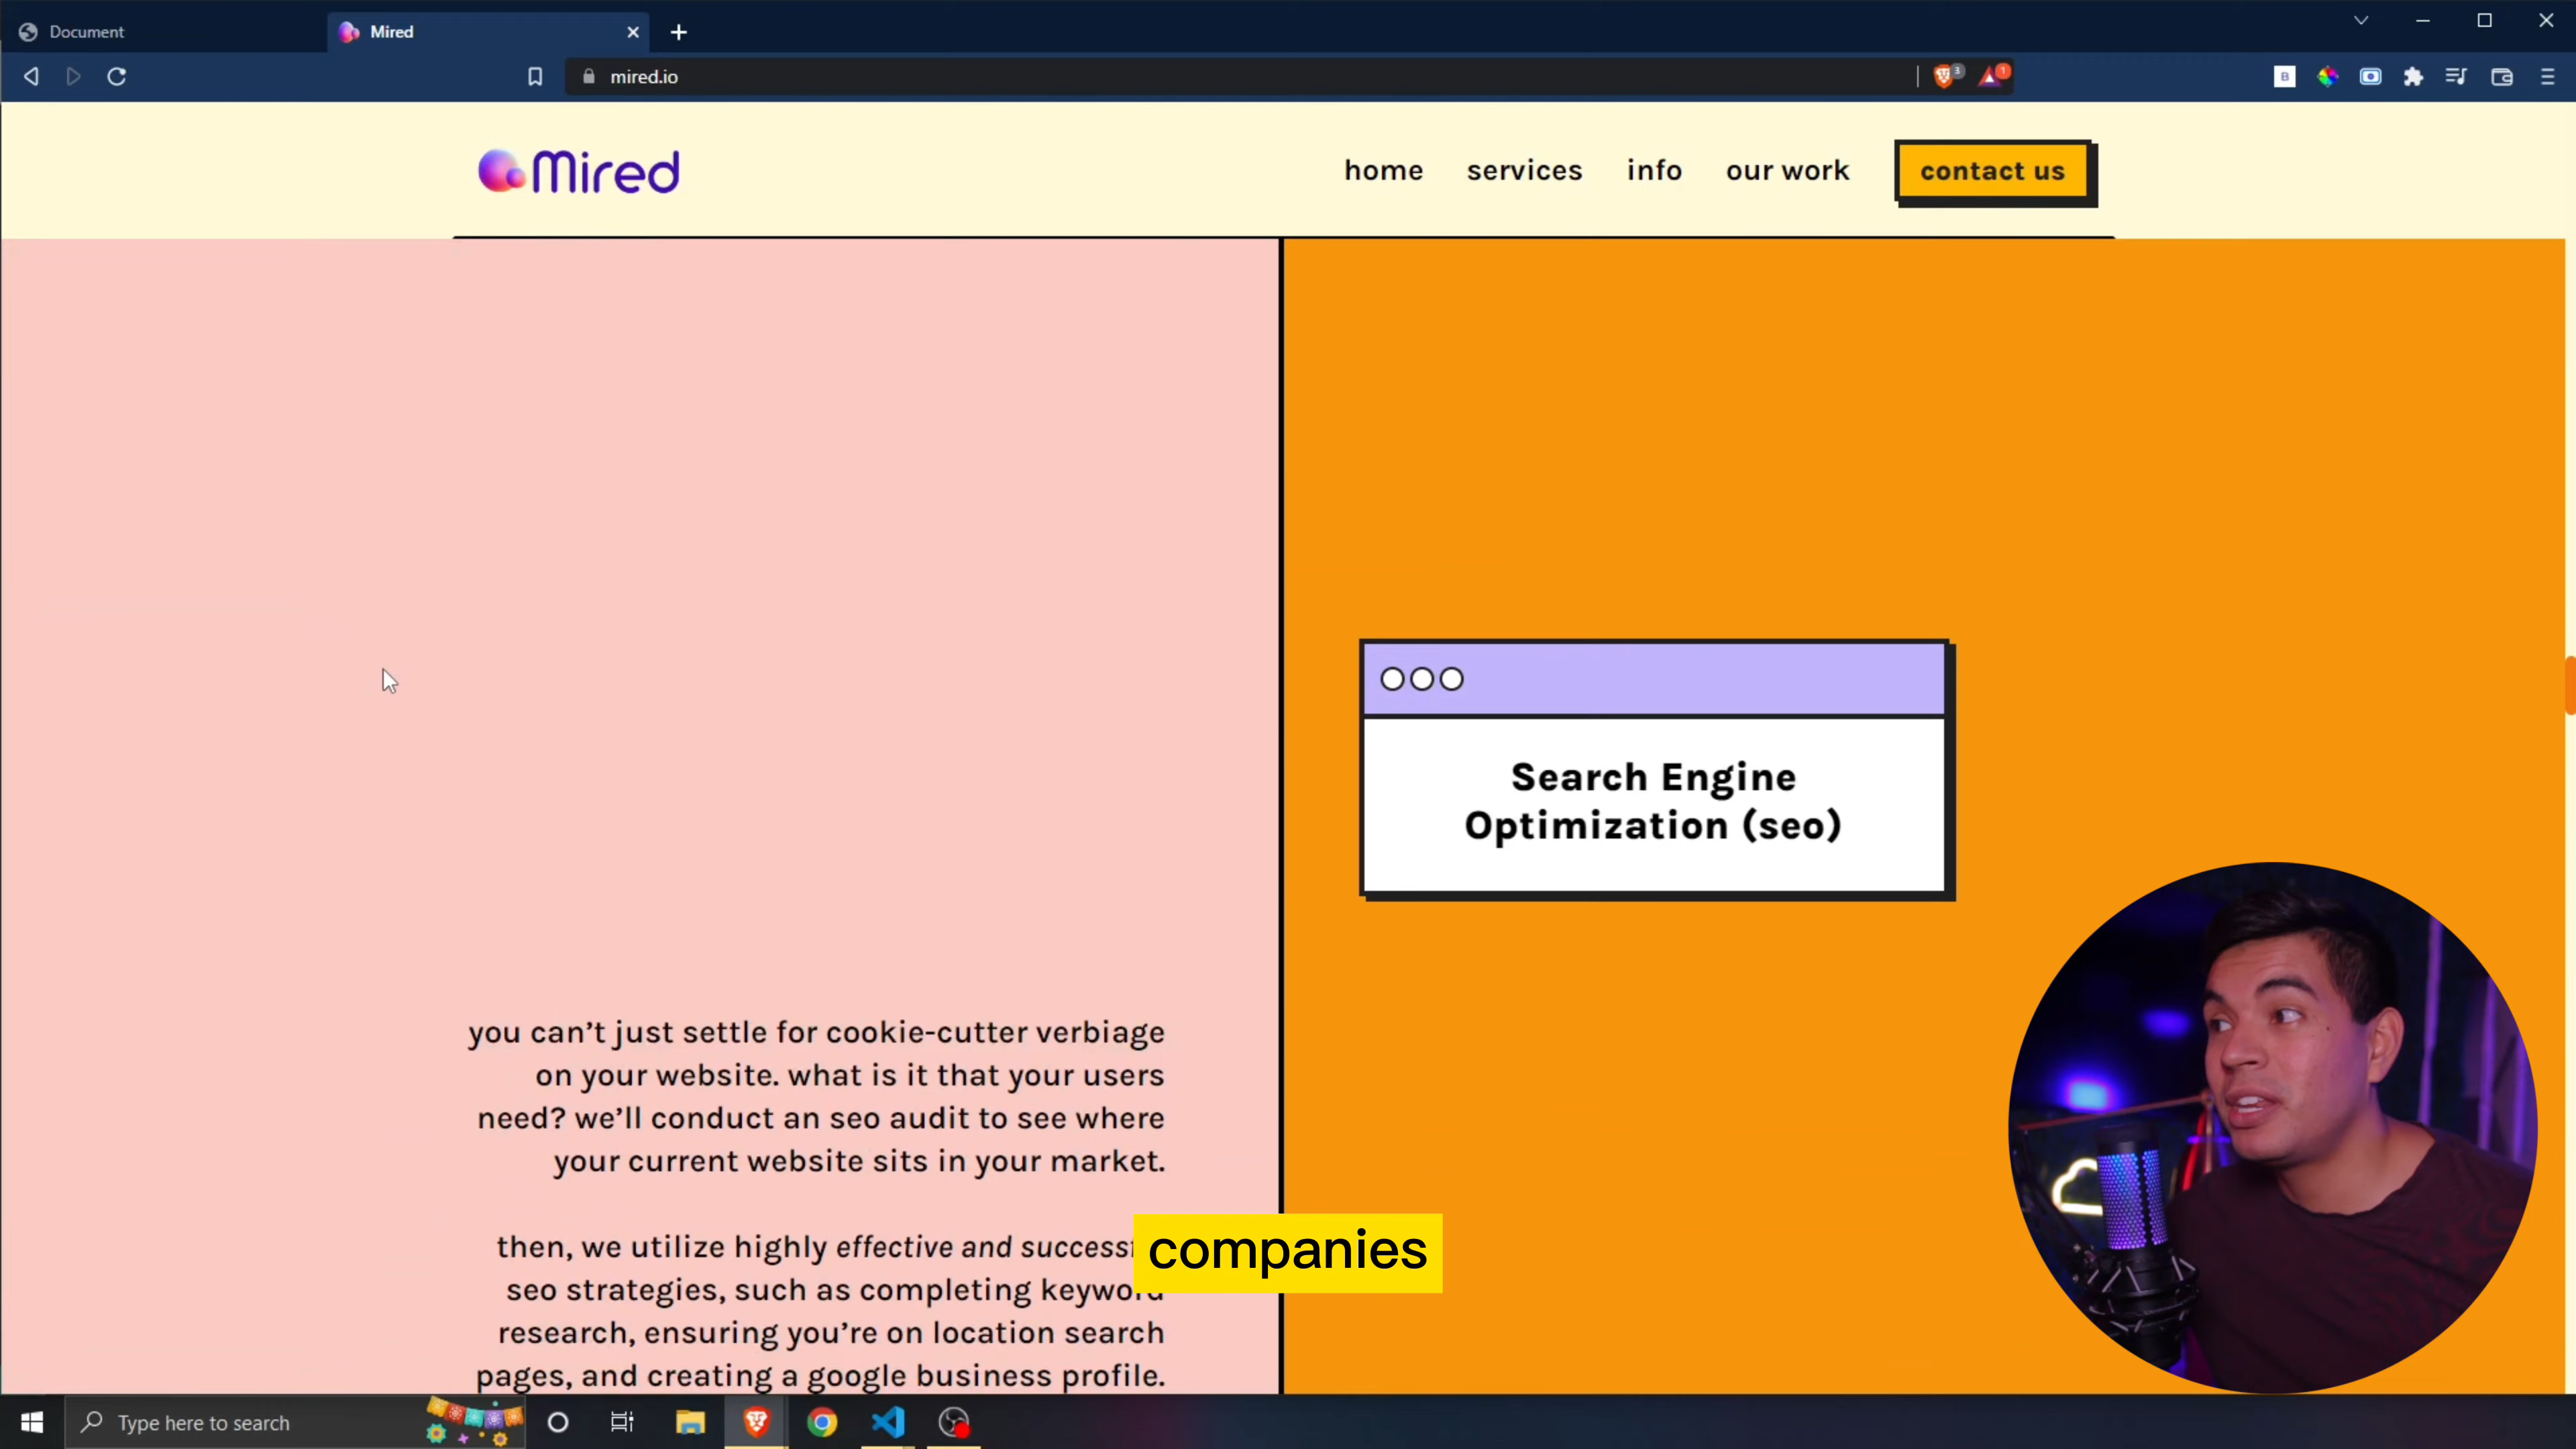 Document
Mired
mired.io
3
1
B
Mired
home
services
info
our work
contact us
Search Engine
Optimization (seo)
you can't just settle for cookie-cutter verbiage
on your website. what is it that your users
need? we'll conduct an seo audit to see where
your current website sits in your market.
then, we utilize highly effective and successf
seo strategies, such as completing keyword
research, ensuring you're on location search
pages, and creating a google business profile.
companies
Type here to search